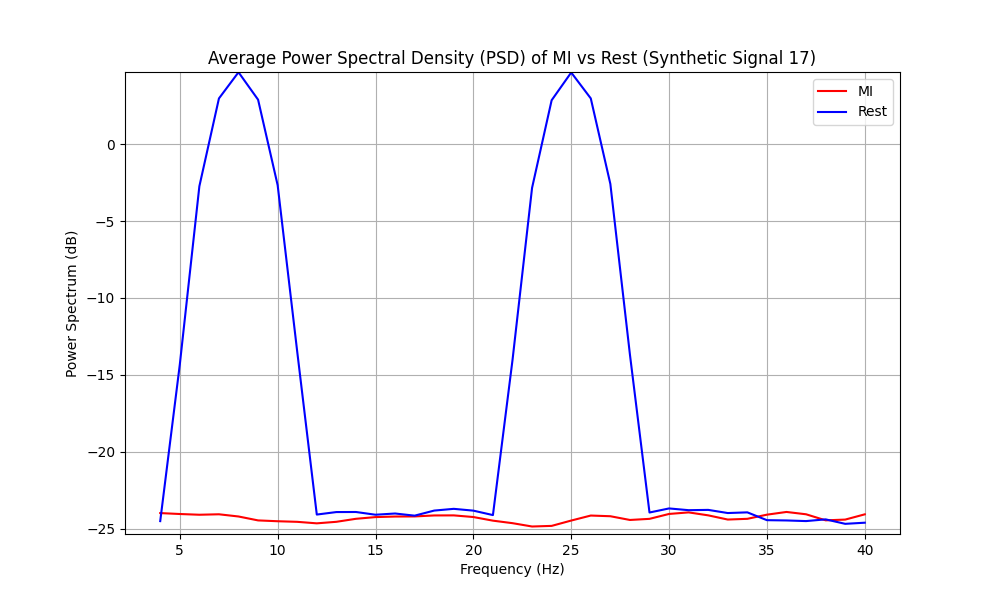 Average Power Spectral Density (PSD) of MI vs Rest (Synthetic Signal 17)
MI
Rest
Power Spectrum (dB)
0
−5
−10
−15
−20
−25
5 10 15 20 25 30 35 40
Frequency (Hz)